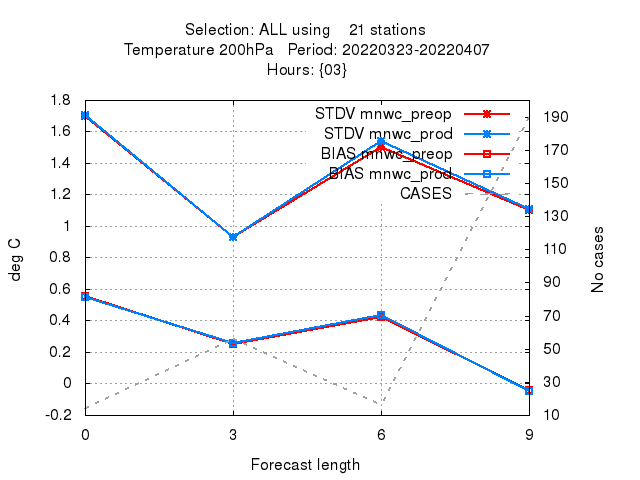 Selection: ALL using    21 stations
Temperature 200hPa   Period: 20220323-20220407
Hours: {03}
STDV mnwc_preop
STDV mnwc_prod
BIAS mnwc_preop
BIAS mnwc_prod
CASES
deg C
1.8
1.6
1.4
1.2
1
0.8
0.6
0.4
0.2
0
-0.2
190
170
150
130
110
90
70
50
30
10
No cases
0 3 6 9
Forecast length